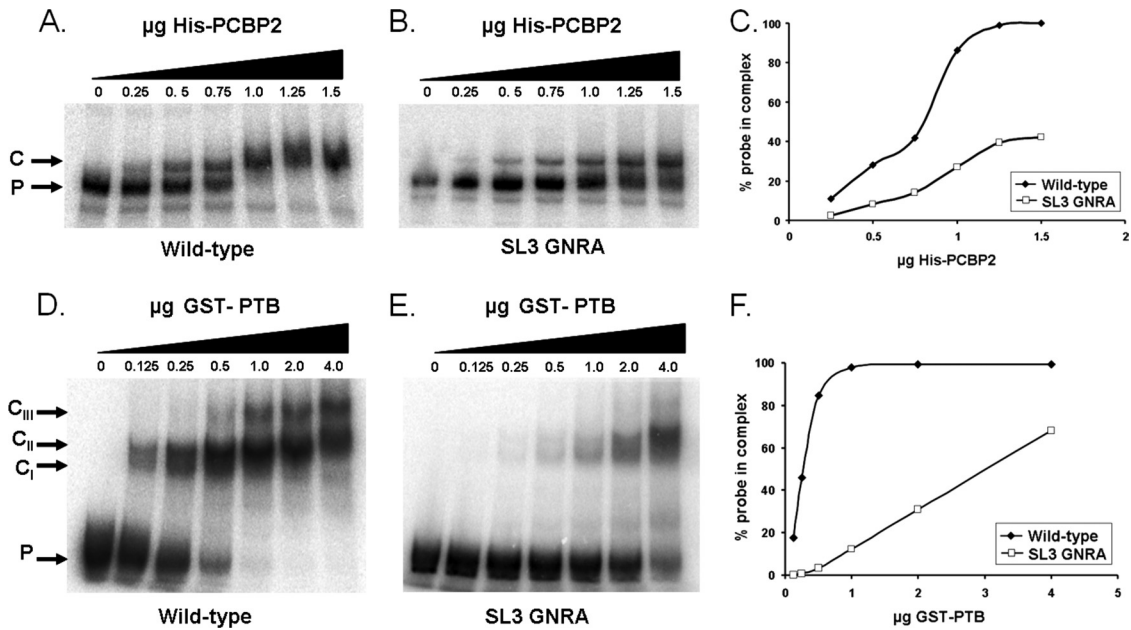 A.
µg His-PCBP2
0 0.25 0. 5 0.75 1.0 1.25 1.5
C
P
Wild-type
B.
µg His-PCBP2
0 0.25 0. 5 0.75 1.0 1.25 1.5
SL3 GNRA
C.
% probe in complex
100
80
60
40
20
0
0 0.5 1 1.5 2
µg His-PCBP2
Wild-type
SL3 GNRA
D.
µg GST- PTB
0 0.125 0.25 0.5 1.0 2.0 4.0
CIII
CII
CI
P
Wild-type
E.
µg GST- PTB
0 0.125 0.25 0.5 1.0 2.0 4.0
SL3 GNRA
F.
% probe in complex
100
80
60
40
20
0
0 1 2 3 4 5
µg GST-PTB
Wild-type
SL3 GNRA